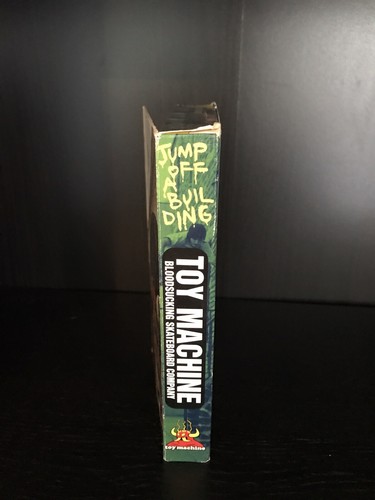 JUMP
OFF
A
BUIL
DING
TOY MACHINE
BLOODSUCKING SKATEBOARD COMPANY
toy machine